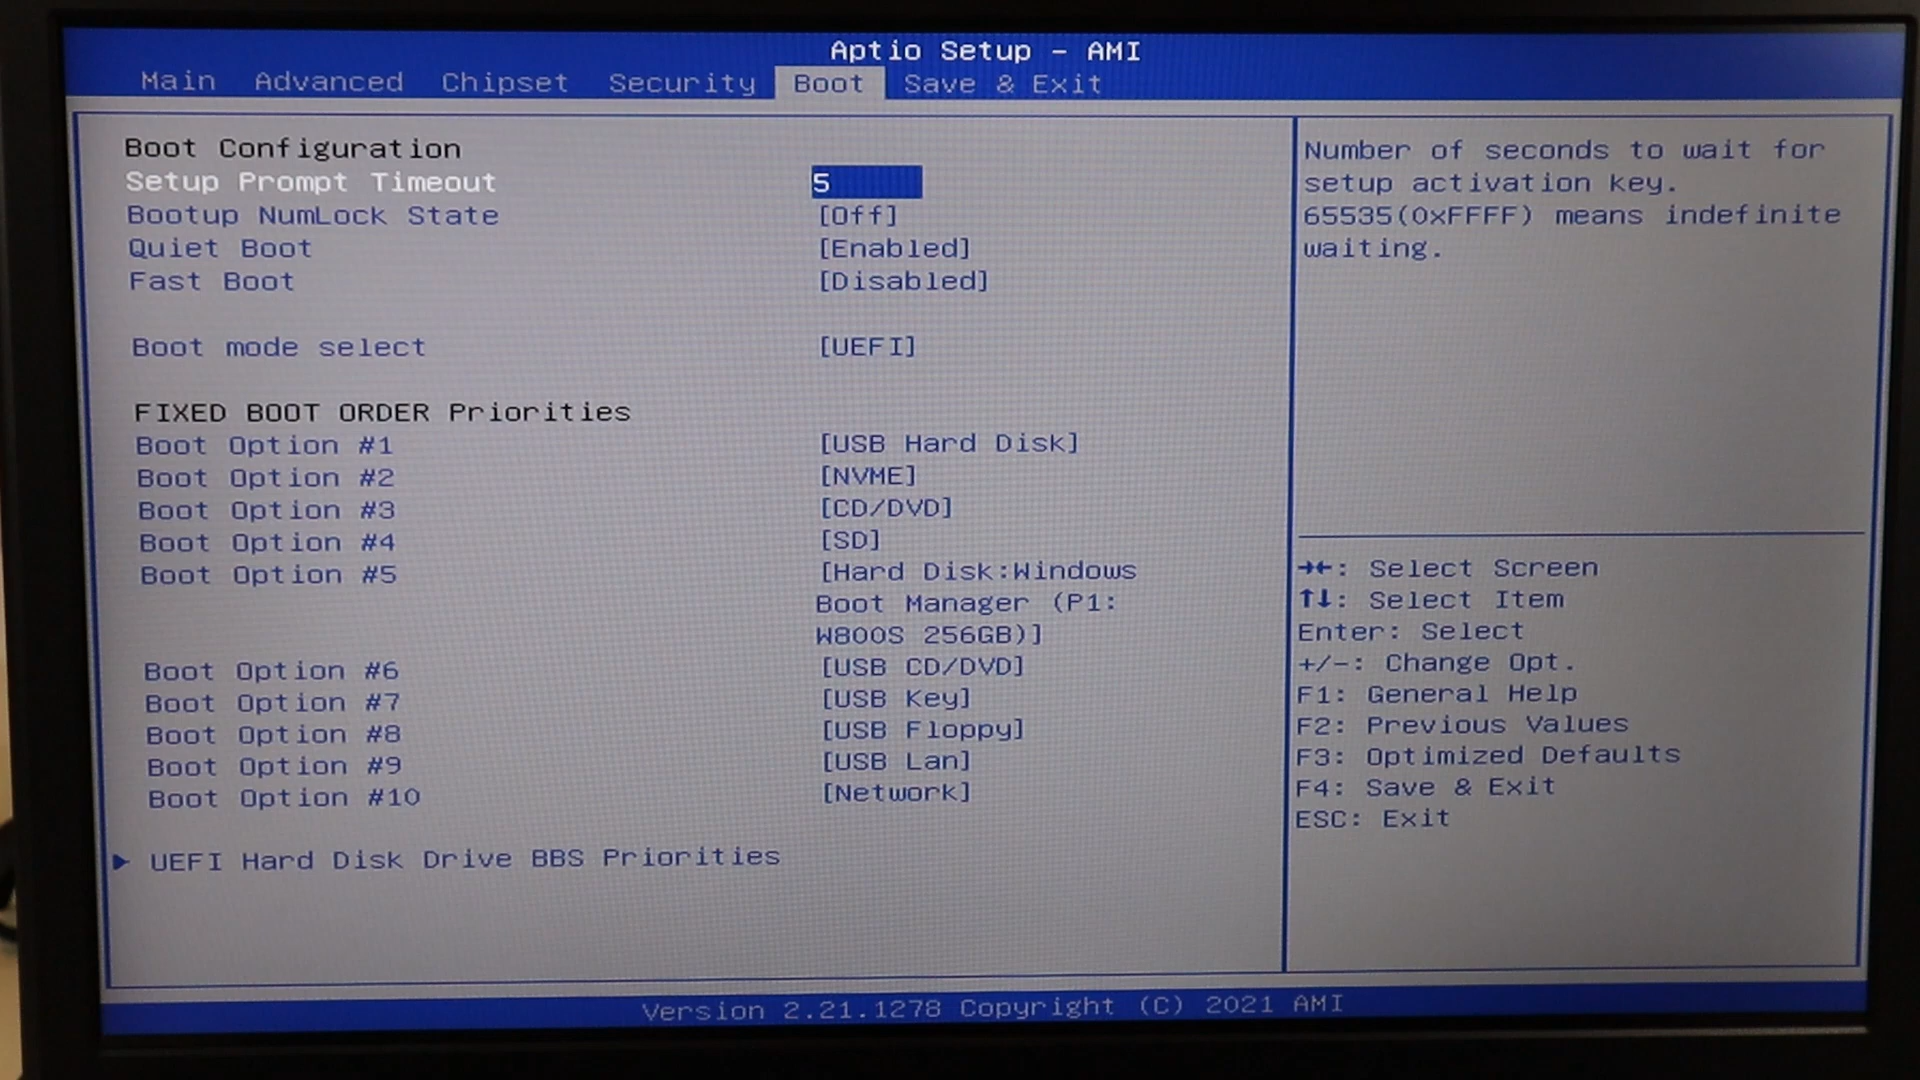 Aptio Setup - AMI
Main Advanced Chipset Security Boot Save & Exit
Boot Configuration
Setup Prompt Timeout 5
Bootup NumLock State [Off]
Quiet Boot [Enabled]
Fast Boot [Disabled]
Boot mode select [UEFI]
FIXED BOOT ORDER Priorities
Boot Option #1 [USB Hard Disk]
Boot Option #2 [NVME]
Boot Option #3 [CD/DVD]
Boot Option #4 [SD]
Boot Option #5 [Hard Disk:Windows
Boot Manager (P1:
W800S 256GB)]
Boot Option #6 [USB CD/DVD]
Boot Option #7 [USB Key]
Boot Option #8 [USB Floppy]
Boot Option #9 [USB Lan]
Boot Option #10 [Network]
UEFI Hard Disk Drive BBS Priorities
Number of seconds to wait for
setup activation key.
65535(0xFFFF) means indefinite
waiting.
→←: Select Screen
↑↓: Select Item
Enter: Select
+/-: Change Opt.
F1: General Help
F2: Previous Values
F3: Optimized Defaults
F4: Save & Exit
ESC: Exit
Version 2.21.1278 Copyright (C) 2021 AMI